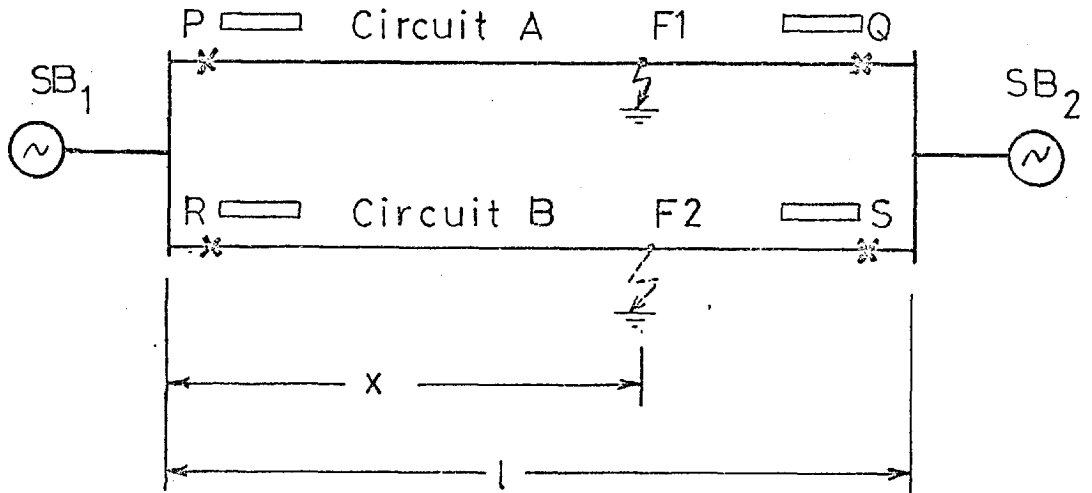 P Circuit A F1 Q
SB₁
SB₂
R Circuit B F2 S
x
l